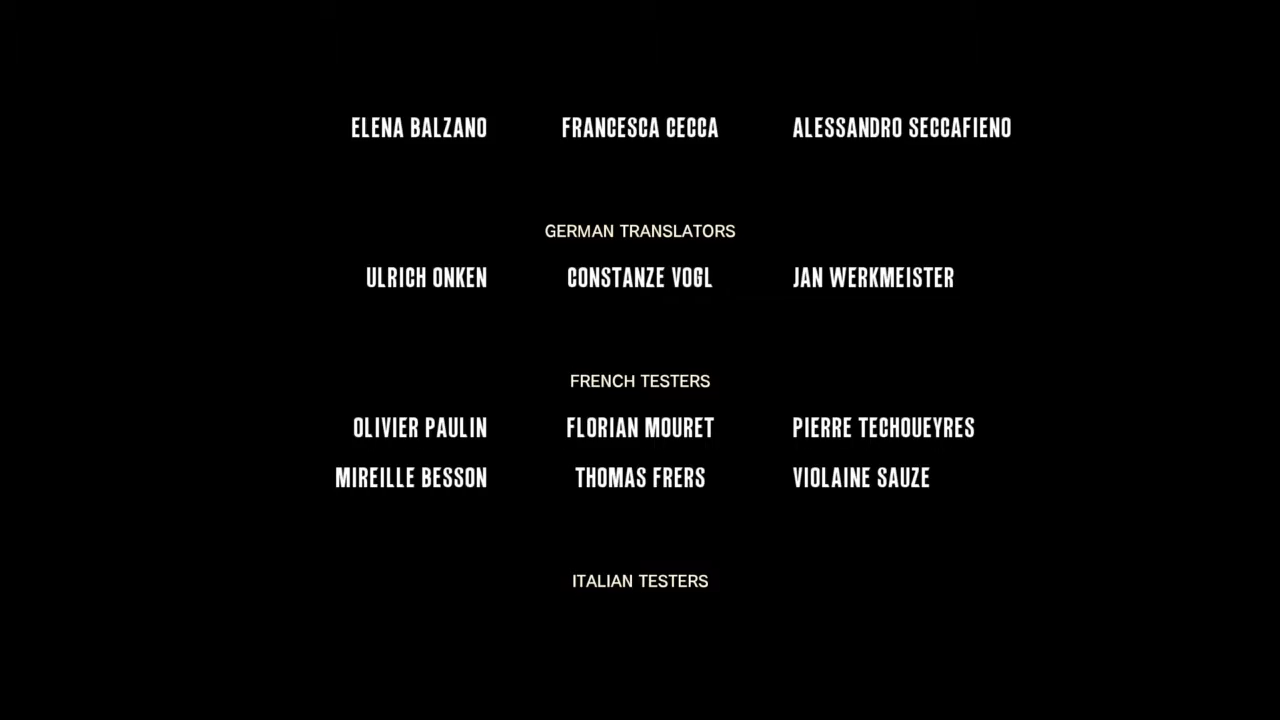 ELENA BALZANO FRANCESCA CECCA ALESSANDRO SECCAFIENO
GERMAN TRANSLATORS
ULRICH ONKEN CONSTANZE VOGL JAN WERKMEISTER
FRENCH TESTERS
OLIVIER PAULIN FLORIAN MOURET PIERRE TECHOUEYRES
MIREILLE BESSON THOMAS FRERS VIOLAINE SAUZE
ITALIAN TESTERS